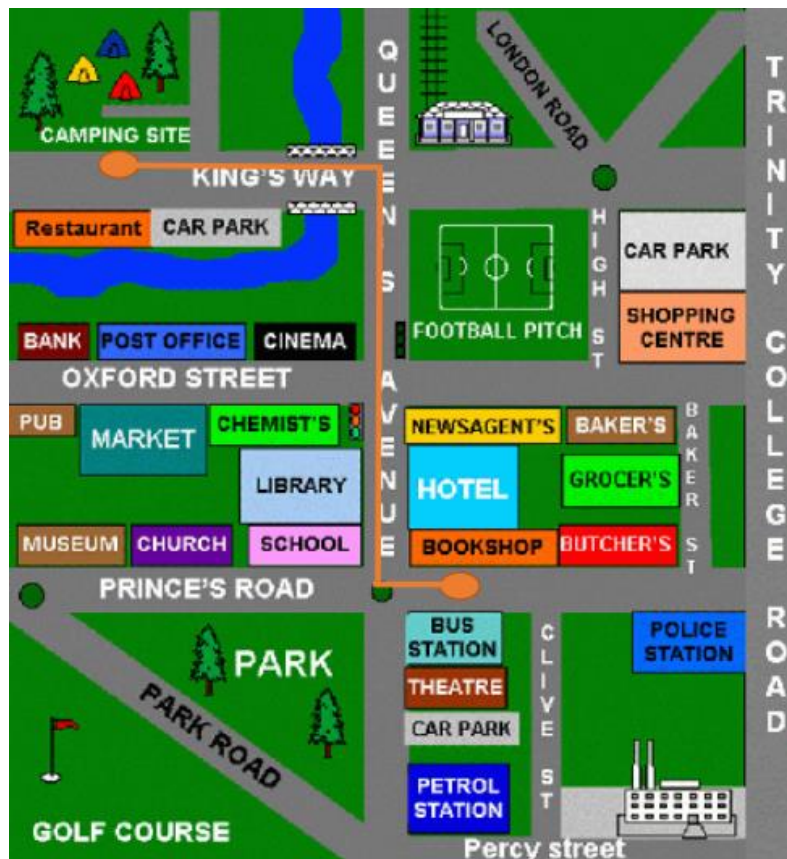 CAMPING SITE
KING'S WAY
QUEEEN'S AVENUE
LONDON ROAD
TRINITY COLLEGE ROAD
Restaurant
CAR PARK
HIGH ST
CAR PARK
BANK
POST OFFICE
CINEMA
FOOTBALL PITCH
SHOPPING
CENTRE
OXFORD STREET
PUB
MARKET
CHEMIST'S
LIBRARY
NEWSAGENT'S
BAKER'S
BAKER ST
HOTEL
GROCER'S
MUSEUM
CHURCH
SCHOOL
BOOKSHOP
BUTCHER'S
PRINCE'S ROAD
PARK
PARK ROAD
BUS
STATION
CLIVE ST
POLICE
STATION
THEATRE
CAR PARK
PETROL
STATION
GOLF COURSE
Percy street